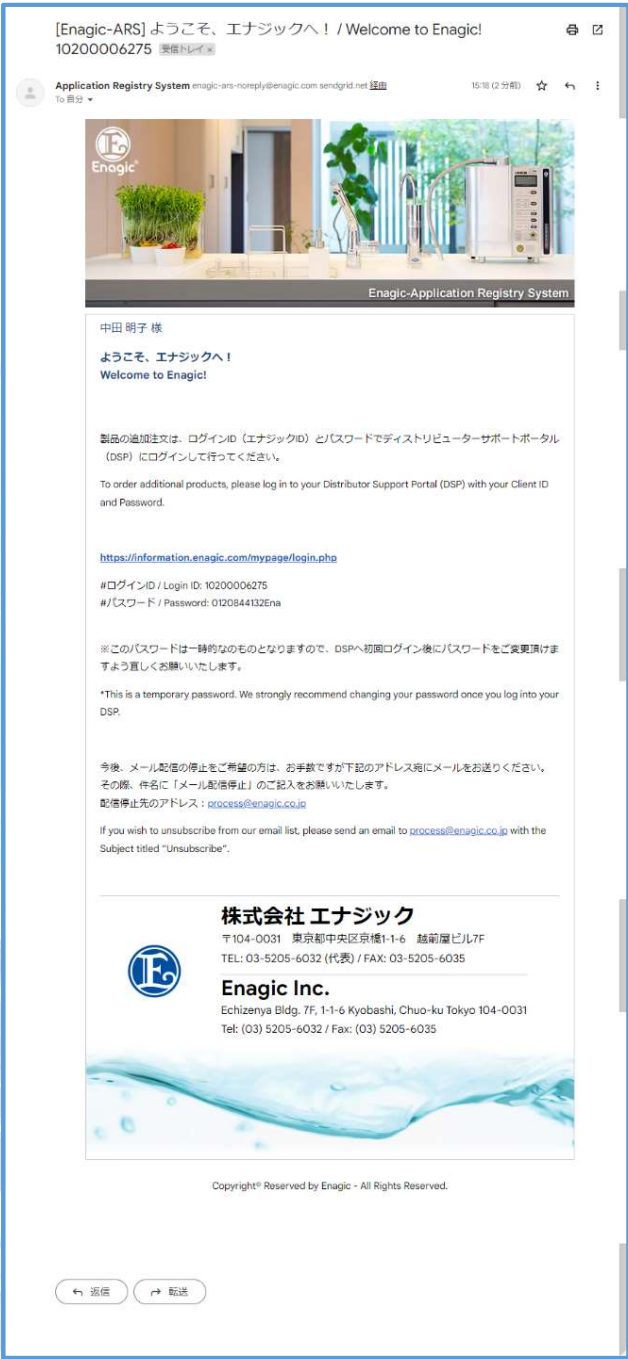 [Enagic-ARS] ようこそ、エナジックへ！ / Welcome to Enagic!
10200006275 受信トレイ ×
Application Registry System enagic-ars-noreply@enagic.com sendgrid.net 経由 15:18 (2 分前)
To 自分
Enagic®
Enagic-Application Registry System
中田 明子 様
ようこそ、エナジックへ！
Welcome to Enagic!
製品の追加注文は、ログインID（エナジックID）とパスワードでディストリビューターサポートポータル
（DSP）にログインして行ってください。
To order additional products, please log in to your Distributor Support Portal (DSP) with your Client ID
and Password.
https://information.enagic.com/mypage/login.php
#ログインID / Login ID: 10200006275
#パスワード / Password: 0120844132Ena
※このパスワードは一時的なのものとなりますので、DSPへ初回ログイン後にパスワードをご変更頂けま
すよう宜しくお願いいたします。
*This is a temporary password. We strongly recommend changing your password once you log into your
DSP.
今後、メール配信の停止をご希望の方は、お手数ですが下記のアドレス宛にメールをお送りください。
その際、件名に「メール配信停止」のご記入をお願いいたします。
配信停止先のアドレス：process@enagic.co.jp
If you wish to unsubscribe from our email list, please send an email to process@enagic.co.jp with the
Subject titled "Unsubscribe".
株式会社 エナジック
〒104-0031 東京都中央区京橋1-1-6 越前屋ビル7F
TEL: 03-5205-6032 (代表) / FAX: 03-5205-6035
Enagic Inc.
Echizenya Bldg. 7F, 1-1-6 Kyobashi, Chuo-ku Tokyo 104-0031
Tel: (03) 5205-6032 / Fax: (03) 5205-6035
Copyright© Reserved by Enagic - All Rights Reserved.
返信 転送